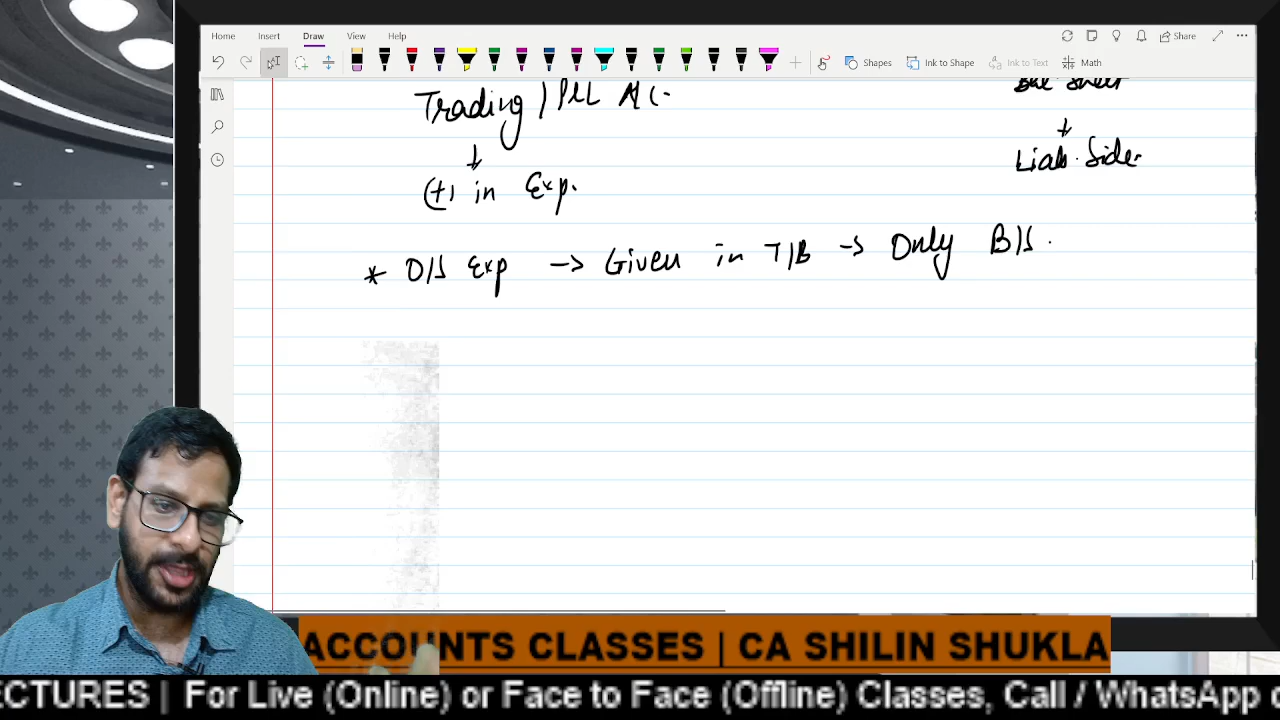 Home Insert Draw View Help
Share
Shapes Ink to Shape Ink to Text Math
Trading / P&L A/c
Liab. Side
(+) in Exp.
* O/S Exp → Given in T/B → Only B/S.
ACCOUNTS CLASSES | CA SHILIN SHUKLA
ECTURES | For Live (Online) or Face to Face (Offline) Classes, Call / WhatsApp